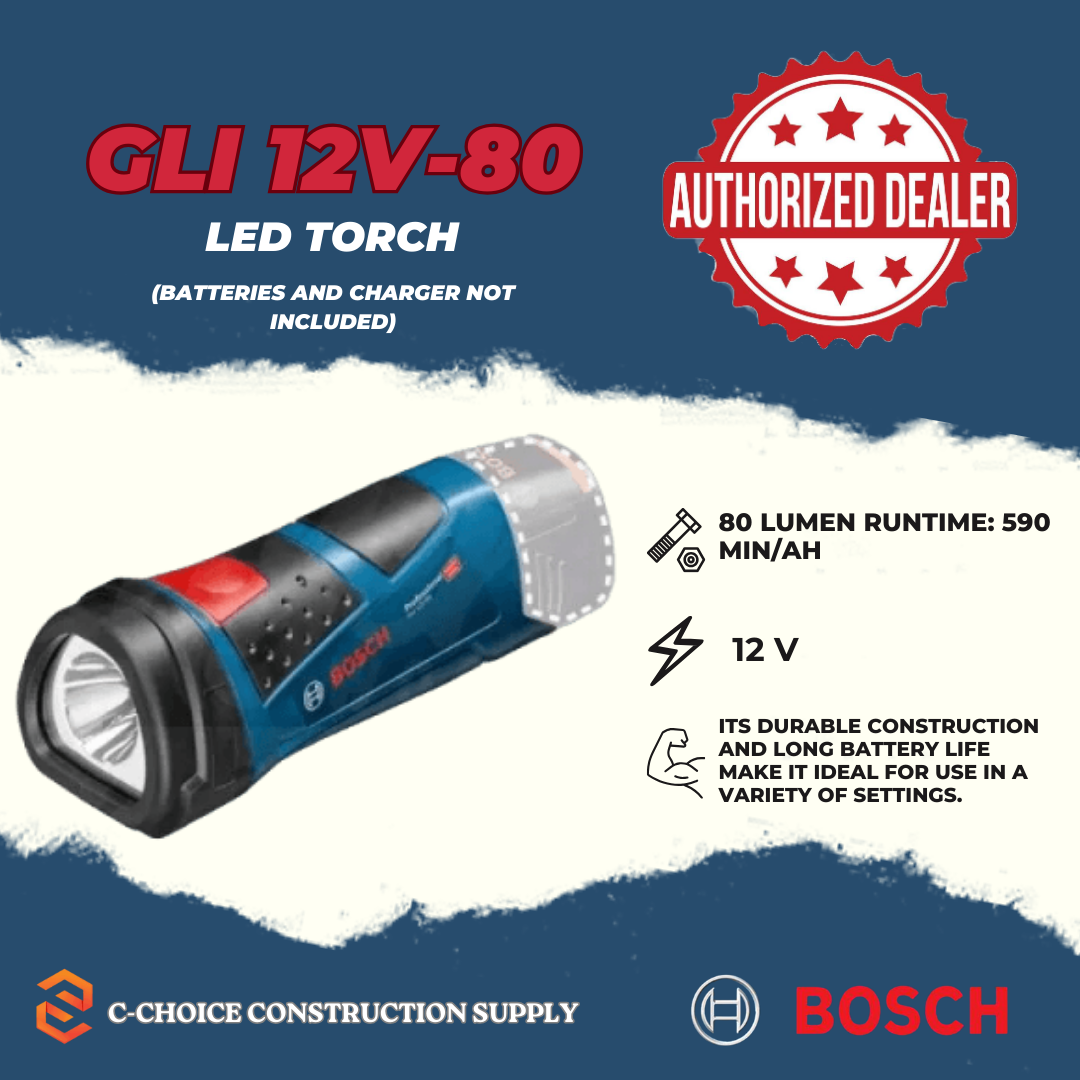 GLI 12V-80
LED TORCH
(BATTERIES AND CHARGER NOT
INCLUDED)
AUTHORIZED DEALER
BOSCH
Professional
80 LUMEN RUNTIME: 590
MIN/AH
12 V
ITS DURABLE CONSTRUCTION
AND LONG BATTERY LIFE
MAKE IT IDEAL FOR USE IN A
VARIETY OF SETTINGS.
C-CHOICE CONSTRUCTION SUPPLY
BOSCH